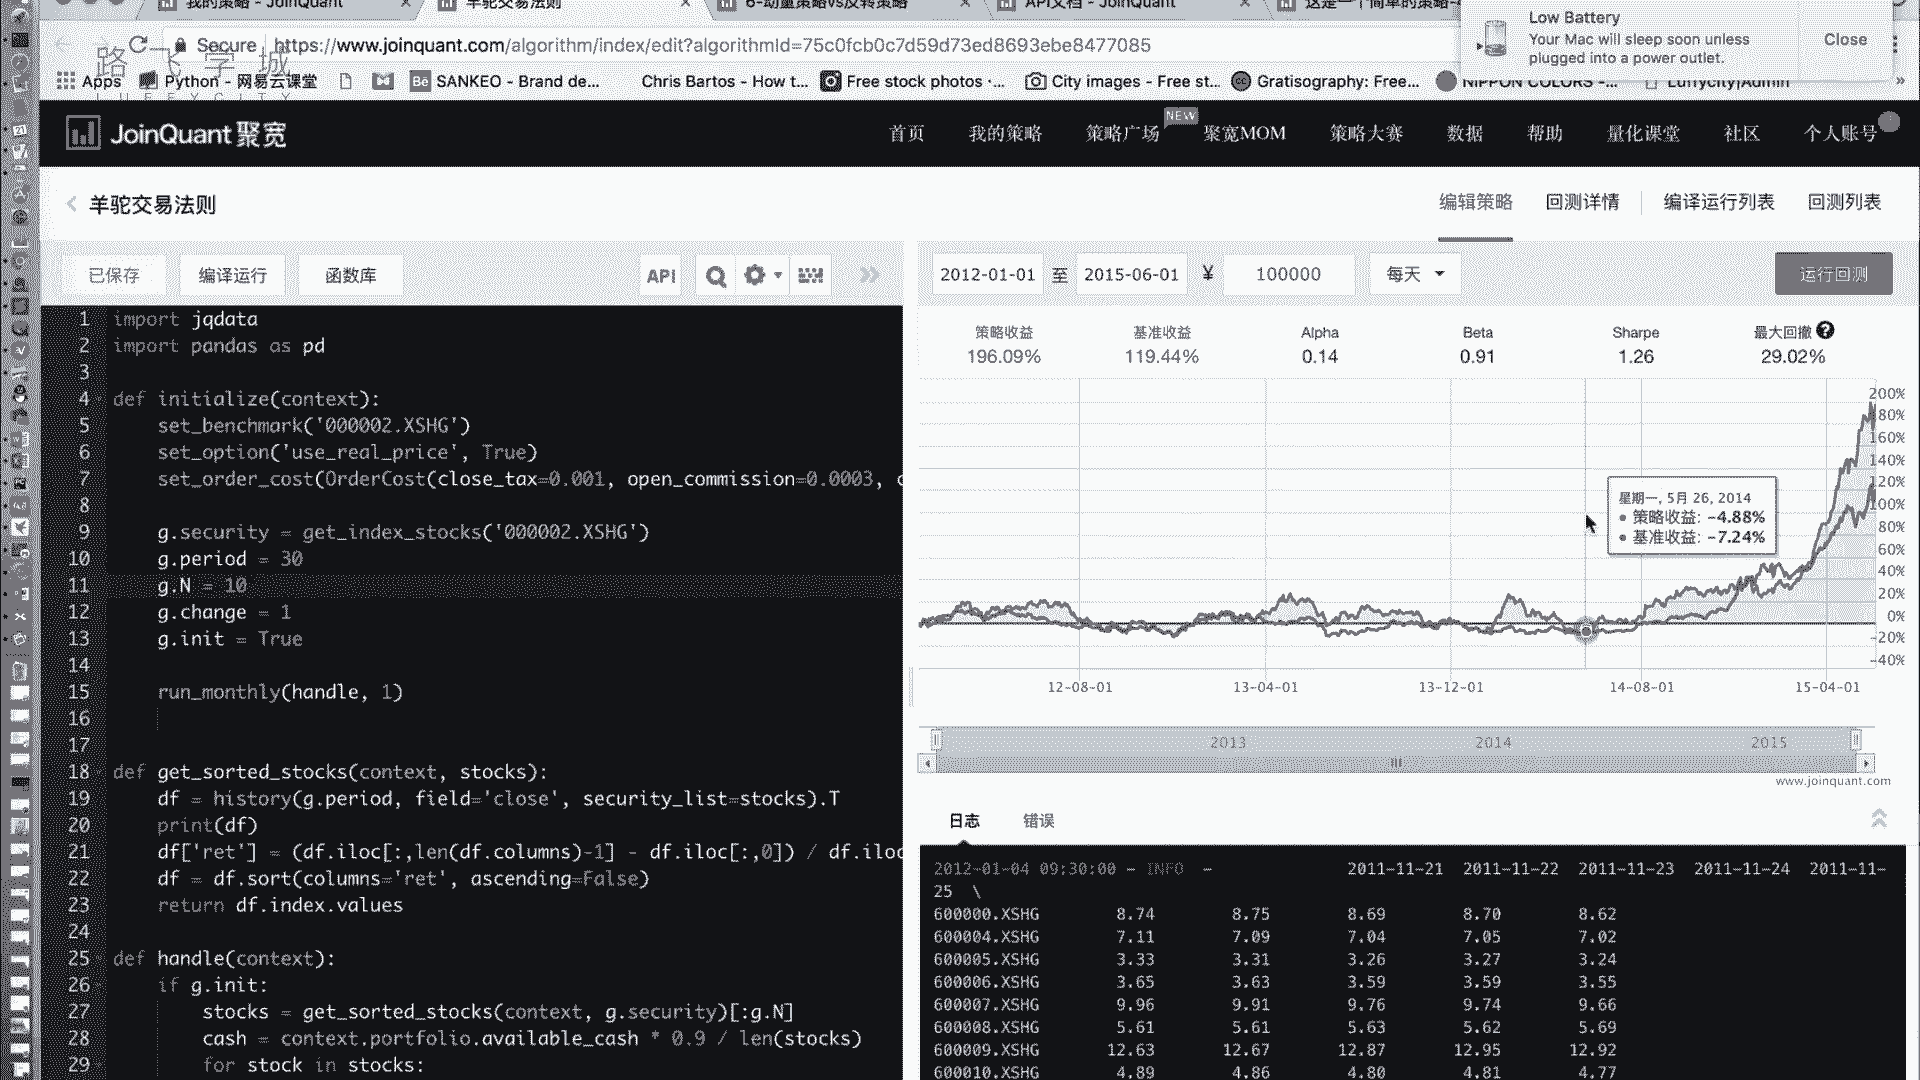 我的策略 - JoinQuant
羊驼交易法则
6-动量策略vs反转策略
API文档 - JoinQuant
这是一个简单的策略-
Low Battery
Your Mac will sleep soon unless
plugged into a power outlet.
Close
Secure
https://www.joinquant.com/algorithm/index/edit?algorithmId=75c0fcb0c7d59d73ed8693ebe8477085
路飞学城
LUFFYCITY
Apps
Python - 网易云课堂
SANKEO - Brand de...
Chris Bartos - How t...
Free stock photos ·...
City images - Free st...
Gratisography: Free...
NIPPON COLORS -...
Luffycity|Admin
»
JoinQuant 聚宽
首页
我的策略
策略广场
NEW
聚宽MOM
策略大赛
数据
帮助
量化课堂
社区
个人账号
羊驼交易法则
编辑策略
回测详情
编译运行列表
回测列表
已保存
编译运行
函数库
API
2012-01-01
至
2015-06-01
¥
100000
每天
运行回测
1 import jqdata
2 import pandas as pd
3
4 def initialize(context):
5 set_benchmark('000002.XSHG')
6 set_option('use_real_price', True)
7 set_order_cost(OrderCost(close_tax=0.001, open_commission=0.0003, c
8
9 g.security = get_index_stocks('000002.XSHG')
10 g.period = 30
11 g.N = 10
12 g.change = 1
13 g.init = True
14
15 run_monthly(handle, 1)
16
17
18 def get_sorted_stocks(context, stocks):
19 df = history(g.period, field='close', security_list=stocks).T
20 print(df)
21 df['ret'] = (df.iloc[:,len(df.columns)-1] - df.iloc[:,0]) / df.iloc
22 df = df.sort(columns='ret', ascending=False)
23 return df.index.values
24
25 def handle(context):
26 if g.init:
27 stocks = get_sorted_stocks(context, g.security)[:g.N]
28 cash = context.portfolio.available_cash * 0.9 / len(stocks)
29 for stock in stocks:
策略收益 基准收益 Alpha Beta Sharpe 最大回撤
196.09% 119.44% 0.14 0.91 1.26 29.02%
200%
180%
160%
140%
120%
100%
80%
60%
40%
20%
0%
-20%
-40%
星期一, 5月 26, 2014
● 策略收益: -4.88%
● 基准收益: -7.24%
12-08-01 13-04-01 13-12-01 14-08-01 15-04-01
2013 2014 2015
www.joinquant.com
日志 错误
2012-01-04 09:30:00 - INFO - 2011-11-21 2011-11-22 2011-11-23 2011-11-24 2011-11-
25 \
600000.XSHG 8.74 8.75 8.69 8.70 8.62
600004.XSHG 7.11 7.09 7.04 7.05 7.02
600005.XSHG 3.33 3.31 3.26 3.27 3.24
600006.XSHG 3.65 3.63 3.59 3.59 3.55
600007.XSHG 9.96 9.91 9.76 9.74 9.66
600008.XSHG 5.61 5.61 5.63 5.62 5.69
600009.XSHG 12.63 12.67 12.87 12.95 12.92
600010.XSHG 4.89 4.86 4.80 4.81 4.77